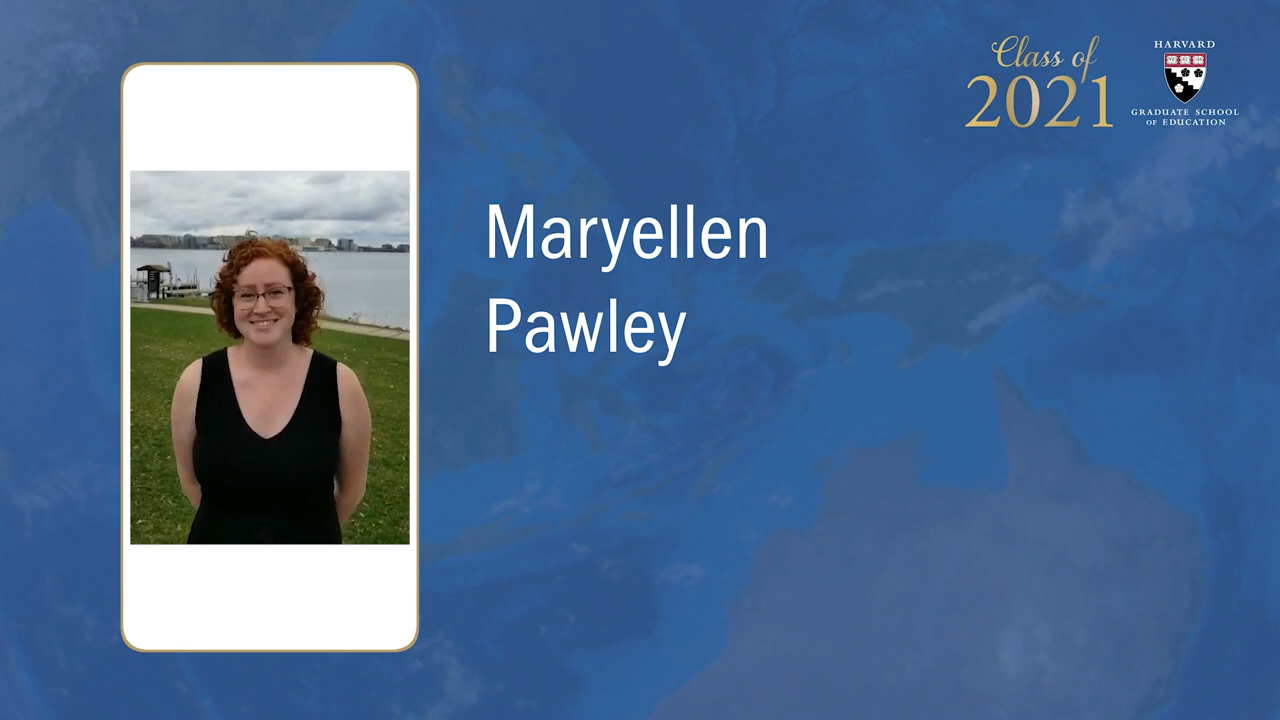 Class of
2021
HARVARD
GRADUATE SCHOOL
OF EDUCATION
Maryellen
Pawley